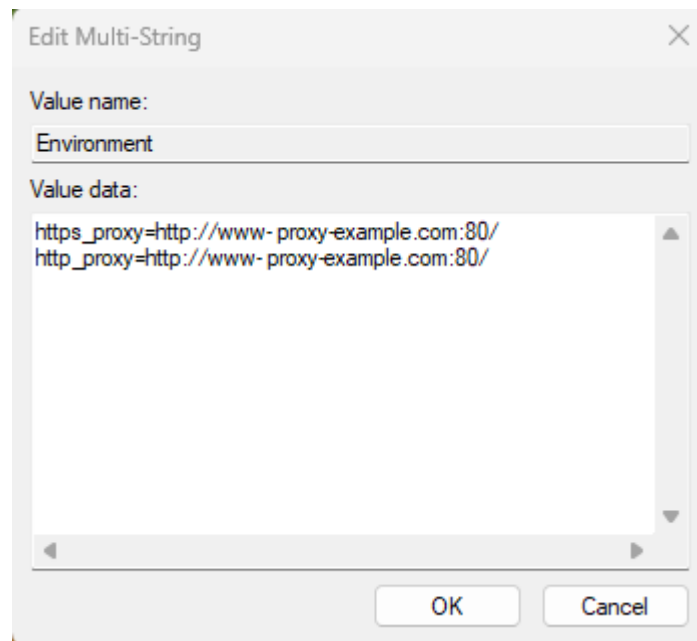 Edit Multi-String
Value name:
Environment
Value data:
https_proxy=http://www- proxy-example.com:80/
http_proxy=http://www- proxy-example.com:80/
OK
Cancel